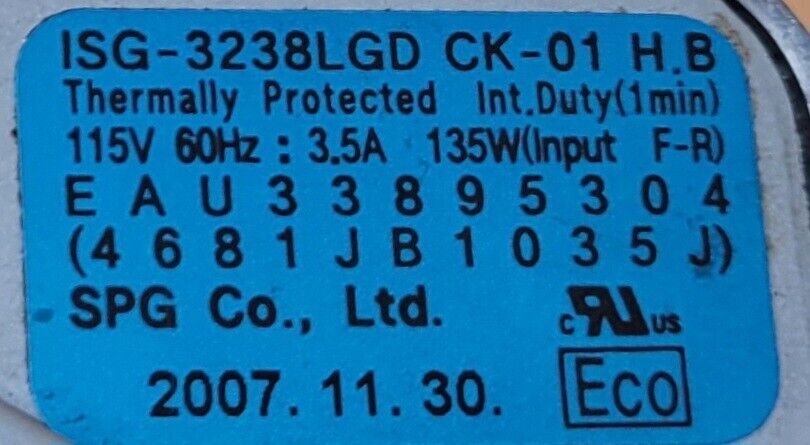 ISG-3238LGD CK-01 H.B
Thermally Protected Int.Duty(1min)
115V 60Hz : 3.5A 135W(Input F-R)
E A U 3 3 8 9 5 3 0 4
(4 6 8 1 J B 1 0 3 5 J)
SPG Co., Ltd.
c RU us
2007. 11. 30.
Eco